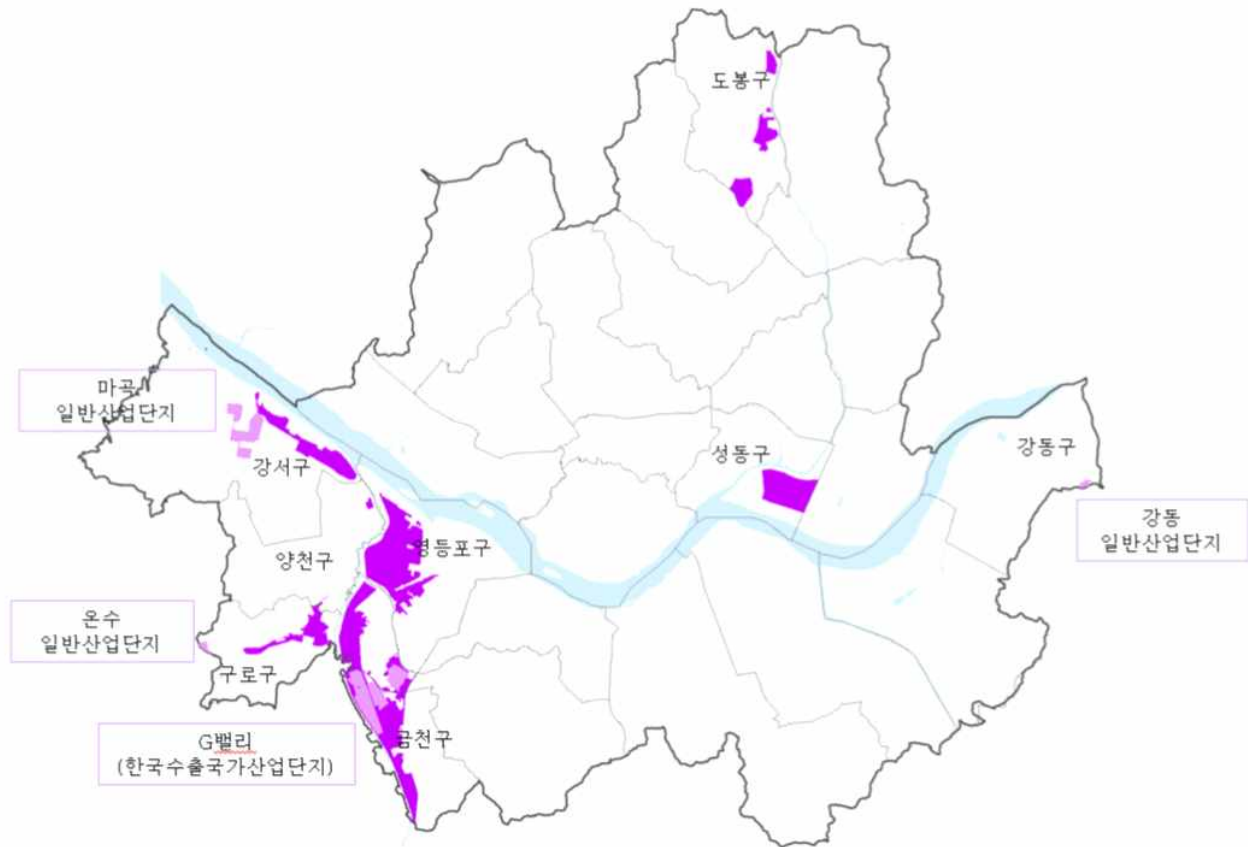 도봉구
마곡
일반산업단지
강서구
성동구
강동구
강동
일반산업단지
양천구
영등포구
온수
일반산업단지
구로구
G밸리
(한국수출국가산업단지)
금천구